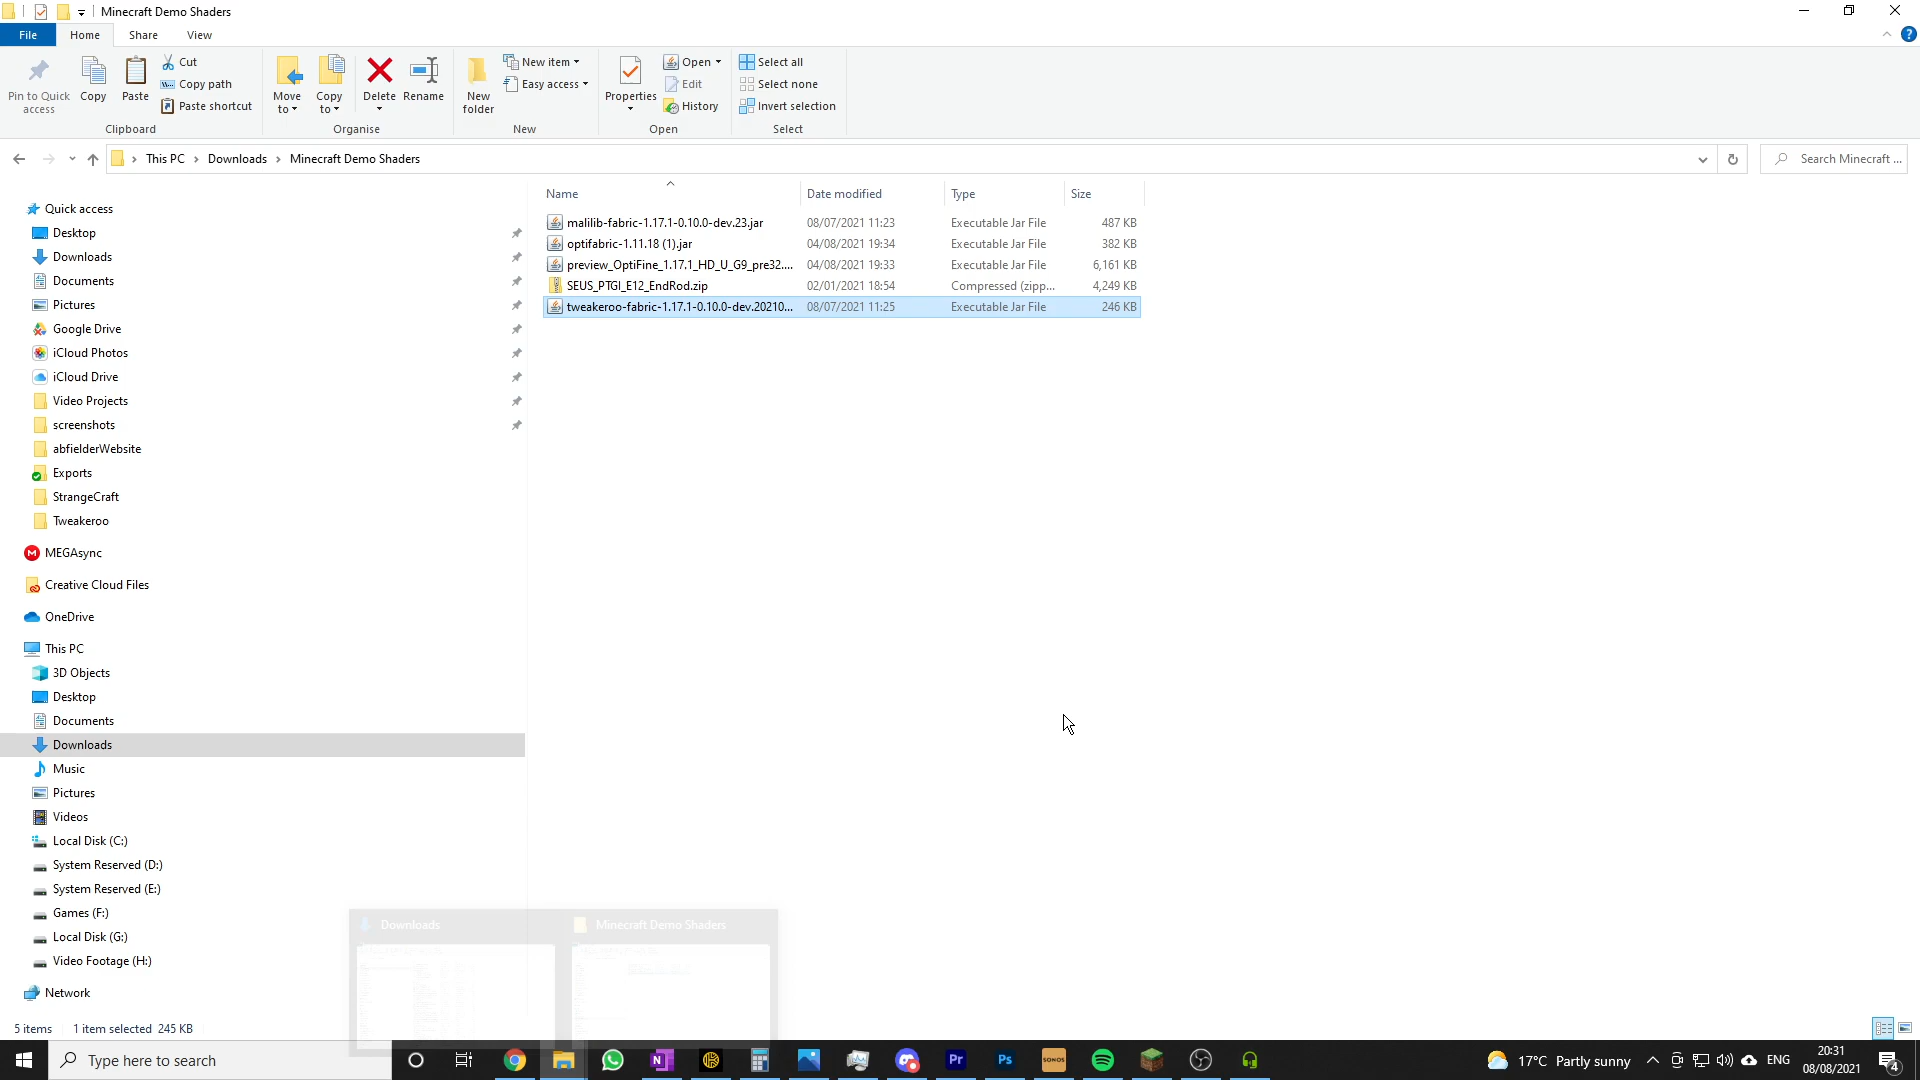 Minecraft Demo Shaders
File
Home
Share
View
Pin to Quick
access
Copy
Paste
Cut
Copy path
Paste shortcut
Clipboard
Move
to
Copy
to
Delete
Rename
Organise
New
folder
New item
Easy access
New
Properties
Open
Edit
History
Open
Select all
Select none
Invert selection
Select
This PC
Downloads
Minecraft Demo Shaders
Search Minecraft ...
Name
Date modified
Type
Size
malilib-fabric-1.17.1-0.10.0-dev.23.jar 08/07/2021 11:23 Executable Jar File 487 KB
optifabric-1.11.18 (1).jar 04/08/2021 19:34 Executable Jar File 382 KB
preview_OptiFine_1.17.1_HD_U_G9_pre32.... 04/08/2021 19:33 Executable Jar File 6,161 KB
SEUS_PTGI_E12_EndRod.zip 02/01/2021 18:54 Compressed (zipp... 4,249 KB
tweakeroo-fabric-1.17.1-0.10.0-dev.20210... 08/07/2021 11:25 Executable Jar File 246 KB
Quick access
Desktop
Downloads
Documents
Pictures
Google Drive
iCloud Photos
iCloud Drive
Video Projects
screenshots
abfielderWebsite
Exports
StrangeCraft
Tweakeroo
MEGAsync
Creative Cloud Files
OneDrive
This PC
3D Objects
Desktop
Documents
Downloads
Music
Pictures
Videos
Local Disk (C:)
System Reserved (D:)
System Reserved (E:)
Games (F:)
Local Disk (G:)
Video Footage (H:)
Network
Downloads
Minecraft Demo Shaders
5 items
1 item selected 245 KB
Type here to search
N
Pr
Ps
SONOS
17°C Partly sunny
ENG
20:31
08/08/2021
4